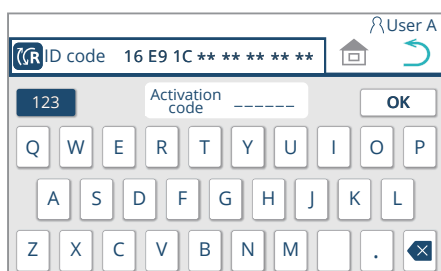 User A
R ID code 16 E9 1C ** ** ** ** **
123 Activation code ______ OK
Q W E R T Y U I O P
A S D F G H J K L
Z X C V B N M .